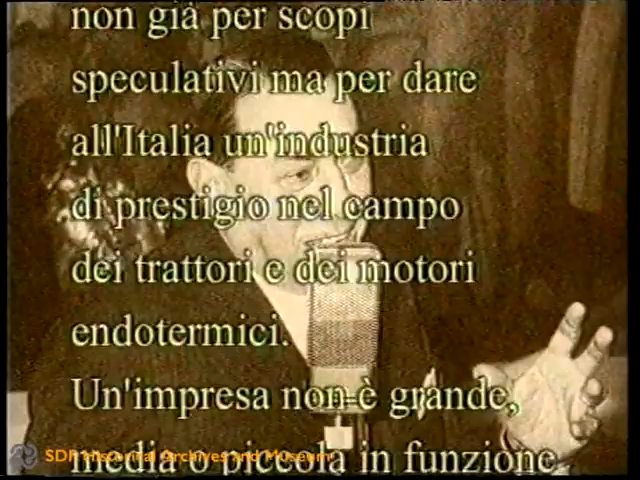 non già per scopi
speculativi ma per dare
all'Italia un'industria
di prestigio nel campo
dei trattori e dei motori
endotermici.
Un'impresa non è grande,
media o piccola in funzione
SDF Historical Archives and Museum